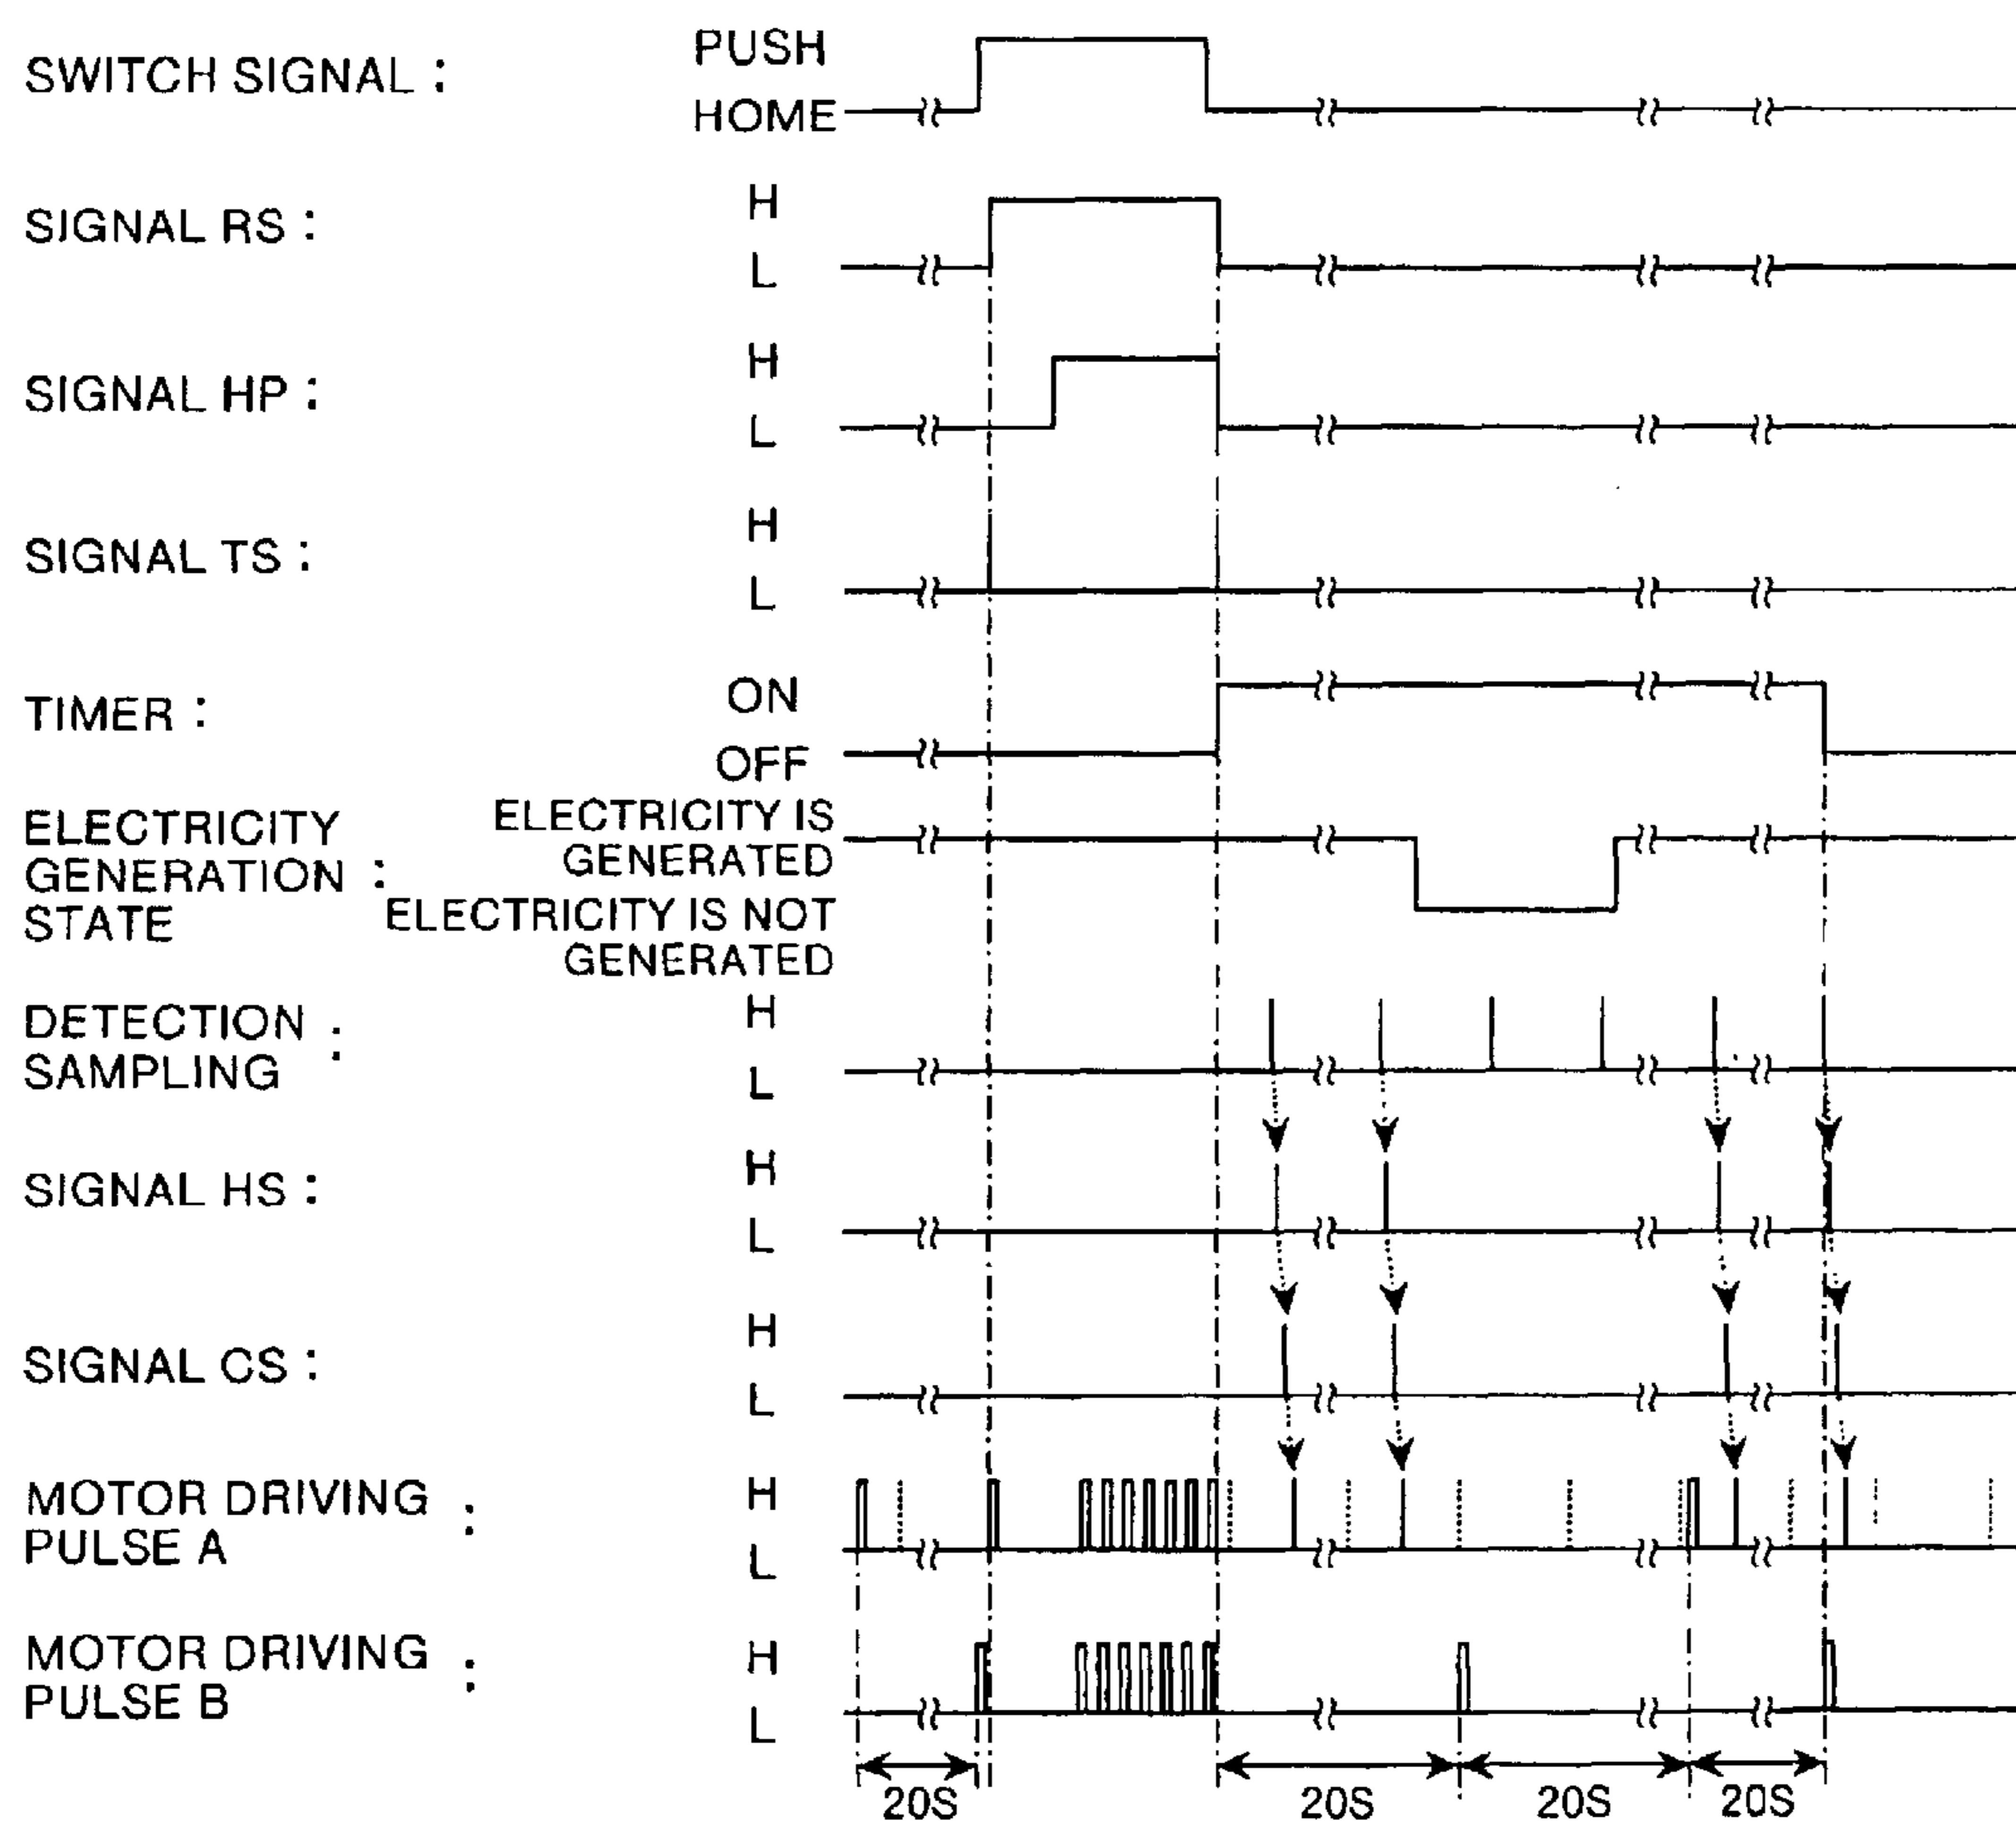 SWITCH SIGNAL :
PUSH
HOME
SIGNAL RS :
H
L
SIGNAL HP :
H
L
SIGNAL TS :
H
L
TIMER :
ON
OFF
ELECTRICITY
GENERATION :
STATE
ELECTRICITY IS
GENERATED
ELECTRICITY IS NOT
GENERATED
DETECTION :
SAMPLING
H
L
SIGNAL HS :
H
L
SIGNAL CS :
H
L
MOTOR DRIVING :
PULSE A
H
L
MOTOR DRIVING :
PULSE B
H
L
20S
20S
20S
20S